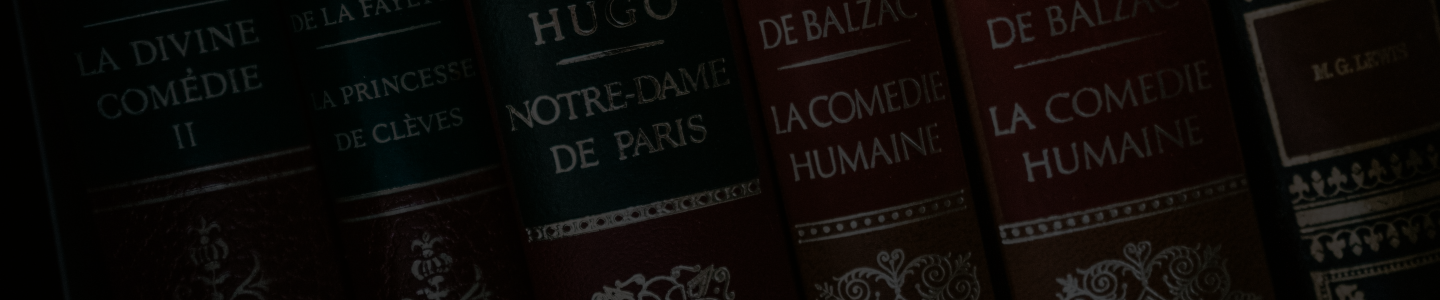 LA DIVINE
COMÉDIE
II
DE LA FAYE
LA PRINCESSE
DE CLÈVES
HUGO
NOTRE-DAME
DE PARIS
DE BALZAC
LA COMEDIE
HUMAINE
DE BALZAC
LA COMEDIE
HUMAINE
M. G. LEWIS